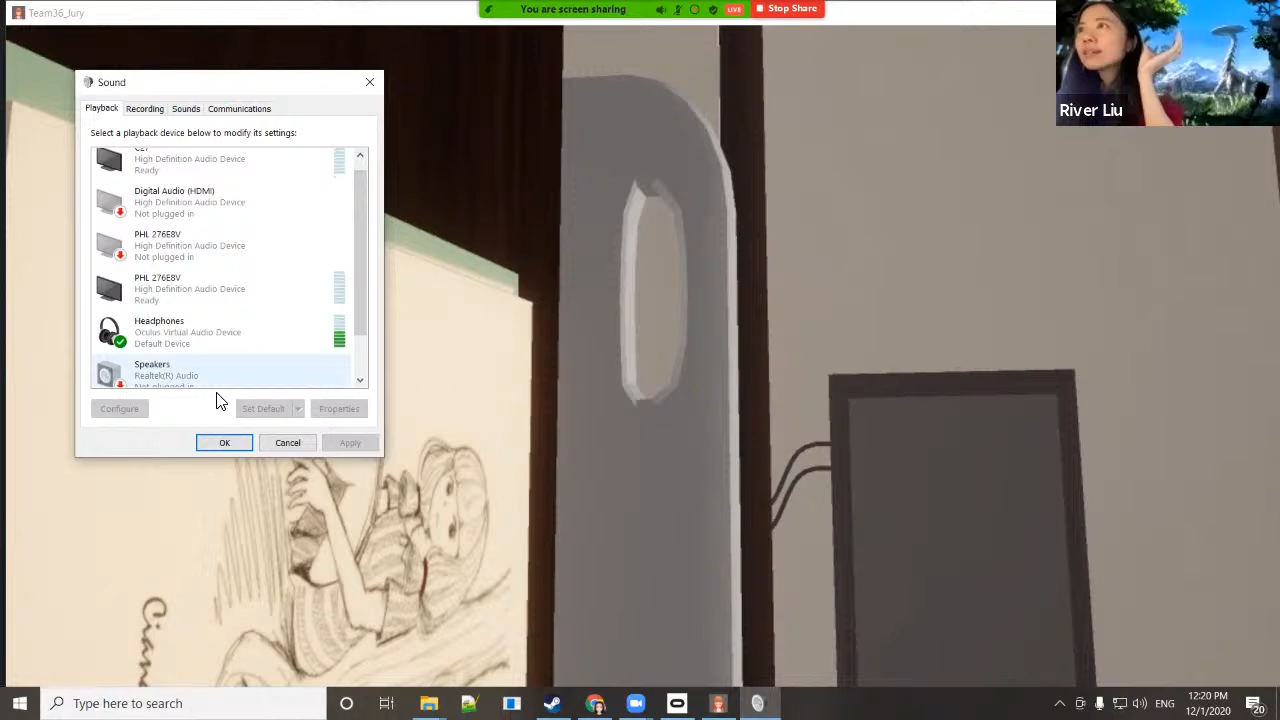 Team36_Jury
You are screen sharing
LIVE
Stop Share
River Liu
Sound
Playback
Recording
Sounds
Communications
Select a playback device below to modify its settings:
High Definition Audio Device
Ready
Digital Audio (HDMI)
High Definition Audio Device
Not plugged in
PHL 276E8V
High Definition Audio Device
Not plugged in
PHL 276E8V
High Definition Audio Device
Ready
Headphones
Oculus Virtual Audio Device
Default Device
Speakers
Realtek(R) Audio
Not plugged in
Configure
Set Default
Properties
OK
Cancel
Apply
Type here to search
ENG
12:20 PM
12/1/2020
20